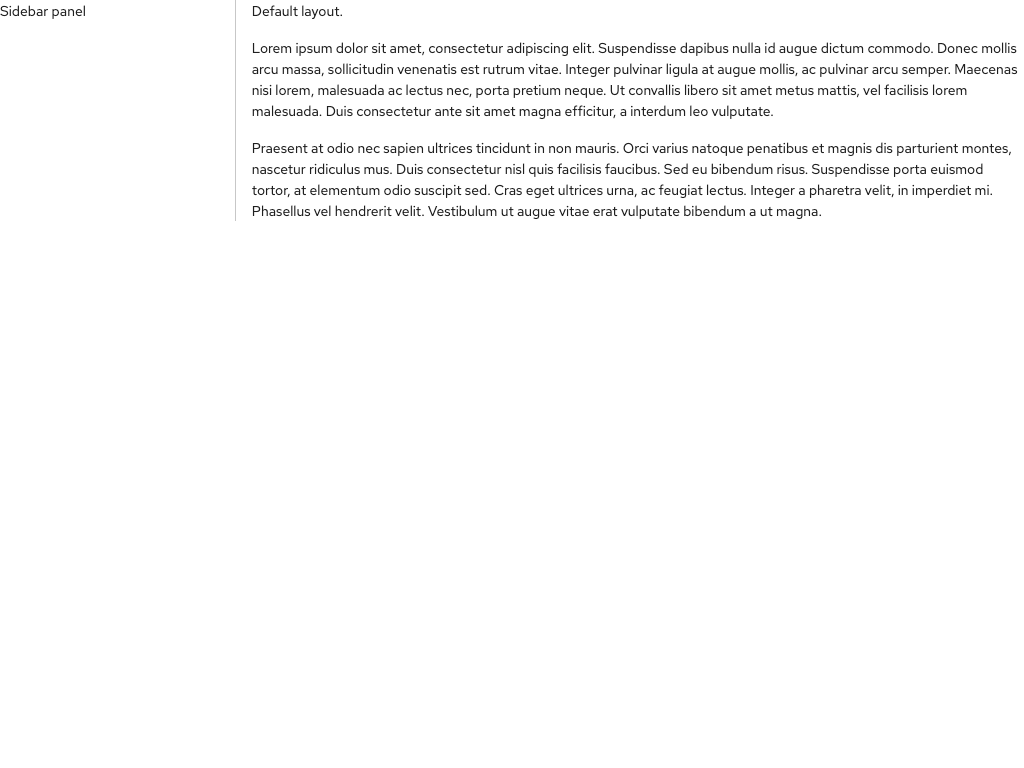 Sidebar panel
Default layout.
Lorem ipsum dolor sit amet, consectetur adipiscing elit. Suspendisse dapibus nulla id augue dictum commodo. Donec mollis
arcu massa, sollicitudin venenatis est rutrum vitae. Integer pulvinar ligula at augue mollis, ac pulvinar arcu semper. Maecenas
nisi lorem, malesuada ac lectus nec, porta pretium neque. Ut convallis libero sit amet metus mattis, vel facilisis lorem
malesuada. Duis consectetur ante sit amet magna efficitur, a interdum leo vulputate.
Praesent at odio nec sapien ultrices tincidunt in non mauris. Orci varius natoque penatibus et magnis dis parturient montes,
nascetur ridiculus mus. Duis consectetur nisl quis facilisis faucibus. Sed eu bibendum risus. Suspendisse porta euismod
tortor, at elementum odio suscipit sed. Cras eget ultrices urna, ac feugiat lectus. Integer a pharetra velit, in imperdiet mi.
Phasellus vel hendrerit velit. Vestibulum ut augue vitae erat vulputate bibendum a ut magna.